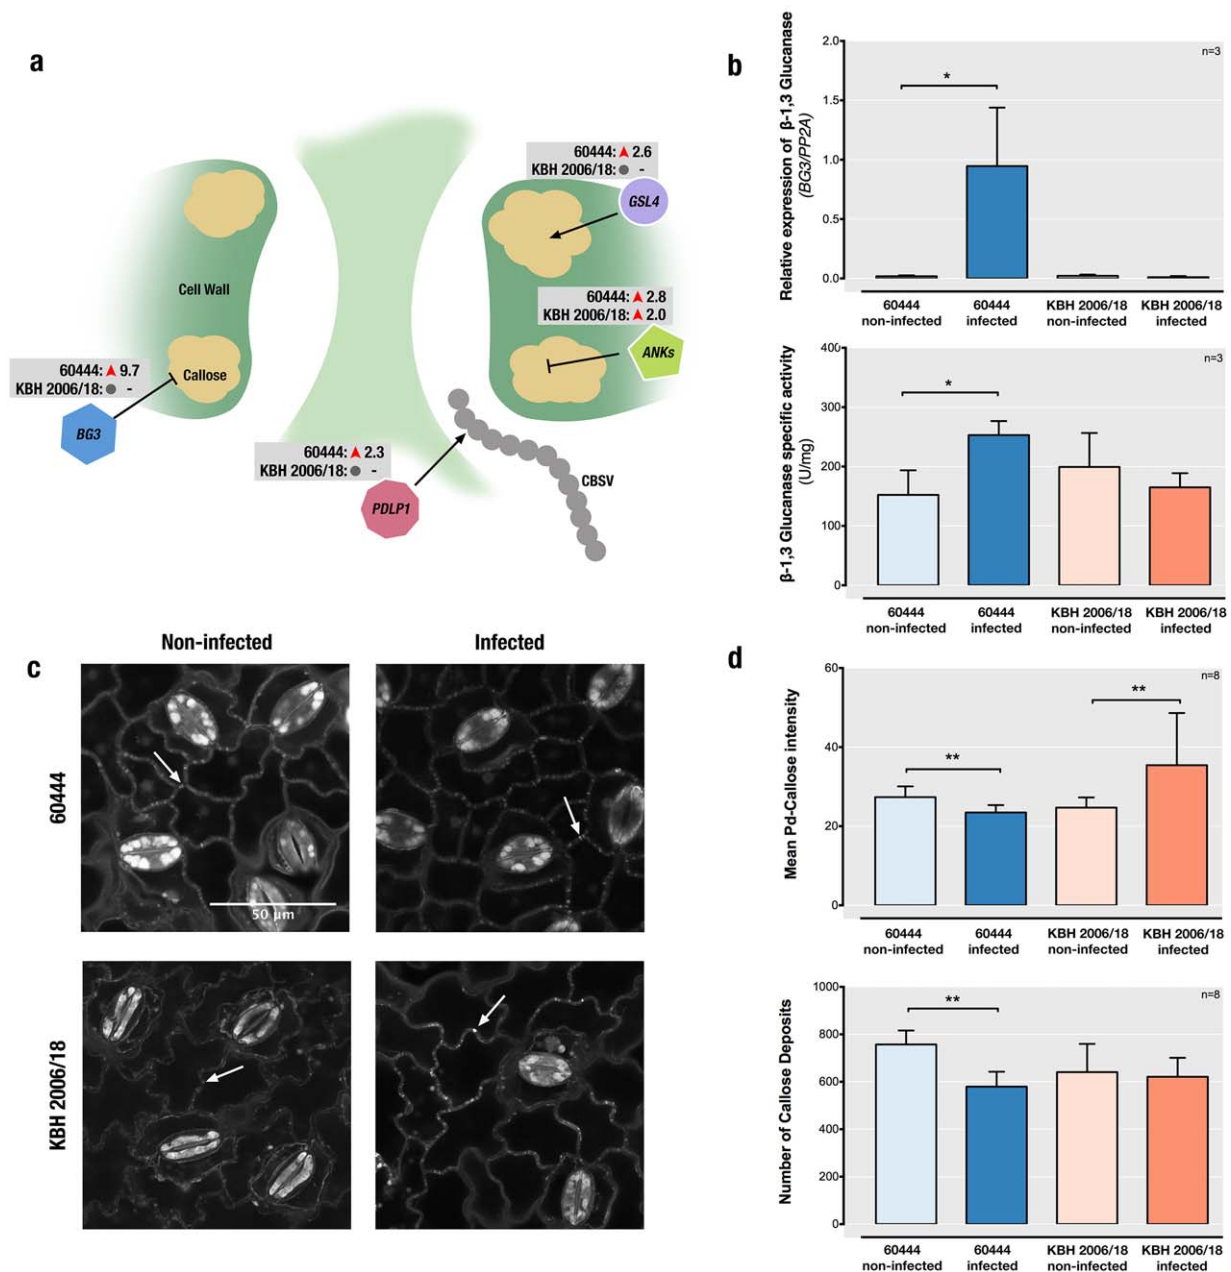 a
60444: 2.6
KBH 2006/18: -
GSL4
Cell Wall
60444: 2.8
KBH 2006/18: 2.0
ANKs
60444: 9.7
KBH 2006/18: -
Callose
BG3
60444: 2.3
KBH 2006/18: -
PDLP1
CBSV
b
Relative expression of β-1,3 Glucanase
(BG3/PP2A)
n=3
2.0
1.5
1.0
0.5
0.0
*
60444
non-infected
60444
infected
KBH 2006/18
non-infected
KBH 2006/18
infected
β-1,3 Glucanase specific activity
(U/mg)
n=3
400
300
200
100
0
*
60444
non-infected
60444
infected
KBH 2006/18
non-infected
KBH 2006/18
infected
c
Non-infected
Infected
60444
50 µm
KBH 2006/18
d
Mean Pd-Callose intensity
n=8
60
40
20
0
**
**
60444
non-infected
60444
infected
KBH 2006/18
non-infected
KBH 2006/18
infected
Number of Callose Deposits
n=8
1000
800
600
400
200
0
**
60444
non-infected
60444
infected
KBH 2006/18
non-infected
KBH 2006/18
infected